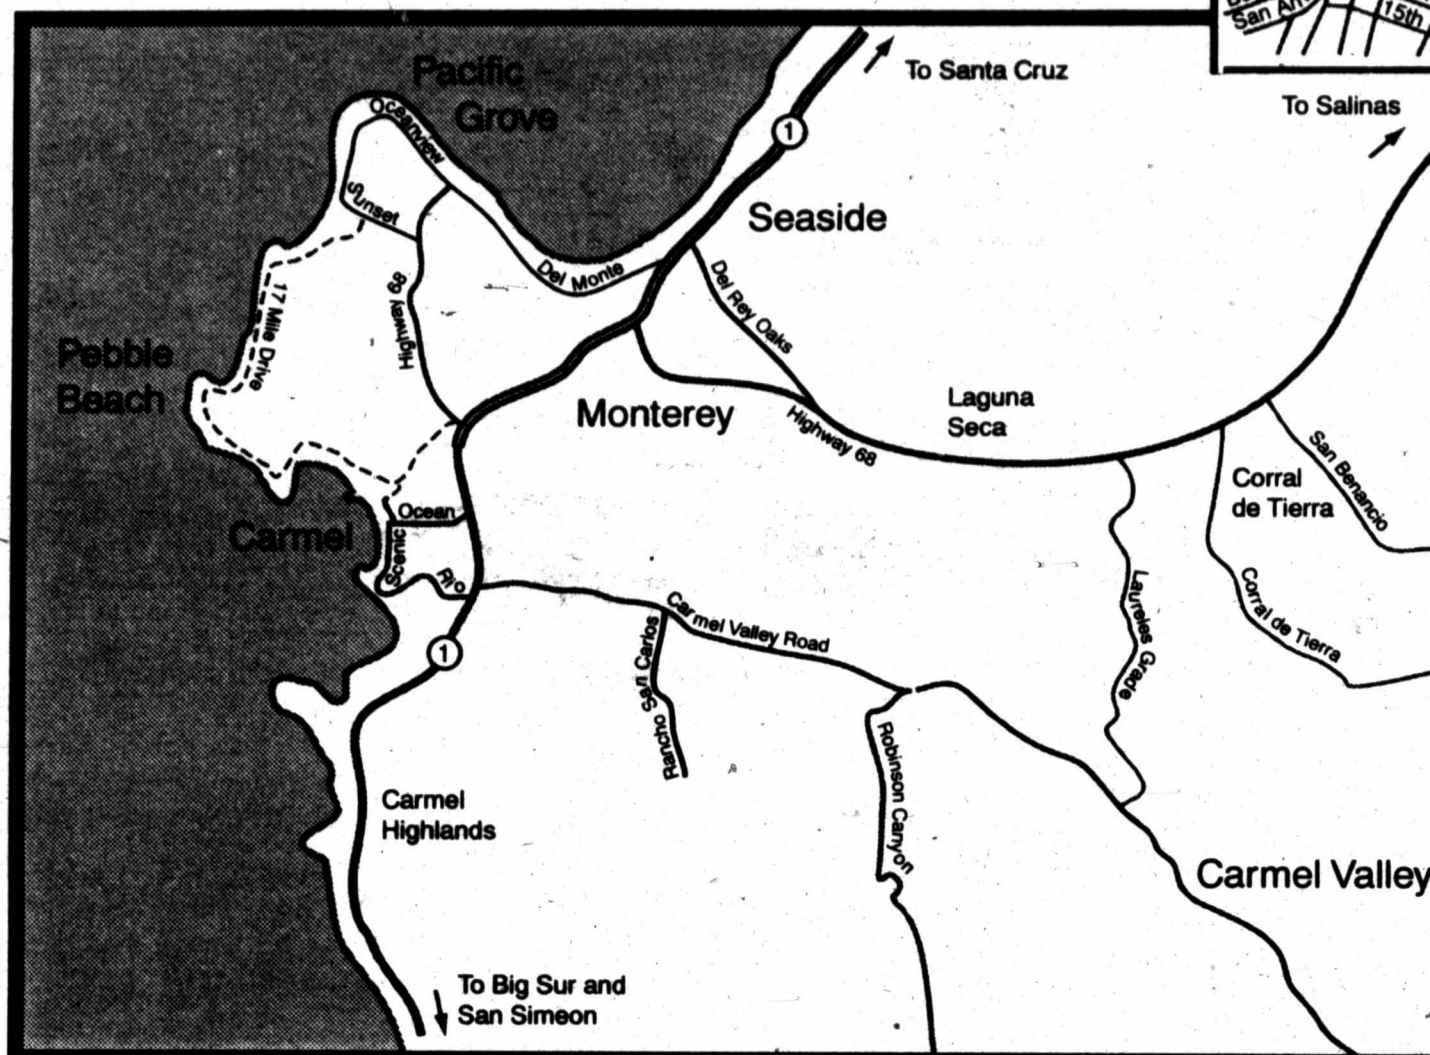 San An
15th
Pacific
Grove
To Santa Cruz
To Salinas
1
Oceanview
Sunset
Seaside
Del Monte
Del Rey Oaks
17 Mile Drive
Highway 68
Pebble
Beach
Monterey
Highway 68
Laguna
Seca
San Benancio
Corral
de Tierra
Carmel
Ocean
Scenic
Rio
Carmel Valley Road
Rancho San Carlos
Laureles Grade
Corral de Tierra
1
Robinson Canyon
Carmel
Highlands
Carmel Valley
To Big Sur and
San Simeon